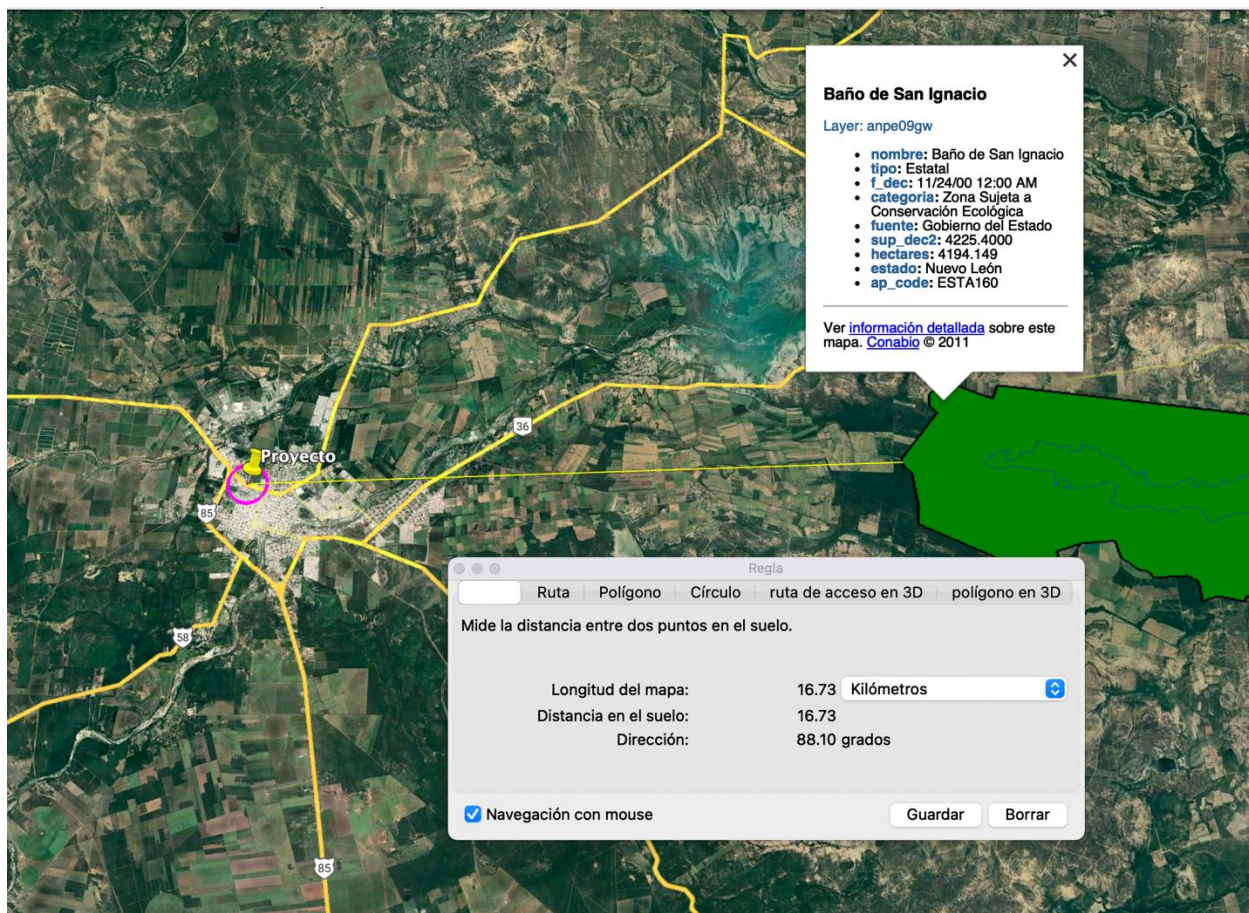 Baño de San Ignacio
Layer: anpe09gw
nombre: Baño de San Ignacio
tipo: Estatal
f_dec: 11/24/00 12:00 AM
categoria: Zona Sujeta a
Conservación Ecológica
fuente: Gobierno del Estado
sup_dec2: 4225.4000
hectares: 4194.149
estado: Nuevo León
ap_code: ESTA160
Ver información detallada sobre este
mapa. Conabio © 2011
36
Proyecto
85
58
85
Regla
Ruta Polígono Círculo ruta de acceso en 3D polígono en 3D
Mide la distancia entre dos puntos en el suelo.
Longitud del mapa: 16.73 Kilómetros
Distancia en el suelo: 16.73
Dirección: 88.10 grados
Navegación con mouse Guardar Borrar